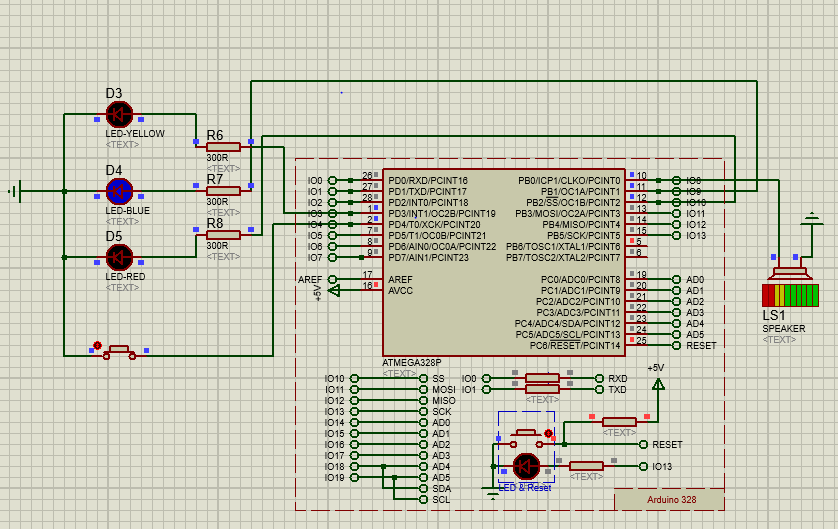 D3
LED-YELLOW
<TEXT>
D4
LED-BLUE
<TEXT>
D5
LED-RED
<TEXT>
R6
300R
<TEXT>
R7
300R
<TEXT>
R8
300R
<TEXT>
IO0 26 PD0/RXD/PCINT16
IO1 27 PD1/TXD/PCINT17
IO2 28 PD2/INT0/PCINT18
IO3 1 PD3/INT1/OC2B/PCINT19
IO4 2 PD4/T0/XCK/PCINT20
IO5 7 PD5/T1/OC0B/PCINT21
IO6 8 PD6/AIN0/OC0A/PCINT22
IO7 9 PD7/AIN1/PCINT23
AREF 17 AREF
+5V 16 AVCC
PB0/ICP1/CLKO/PCINT0 10 IO8
PB1/OC1A/PCINT1 11 IO9
PB2/SS/OC1B/PCINT2 12 IO10
PB3/MOSI/OC2A/PCINT3 13 IO11
PB4/MISO/PCINT4 14 IO12
PB5/SCK/PCINT5 15 IO13
PB6/TOSC1/XTAL1/PCINT6 5
PB7/TOSC2/XTAL2/PCINT7 6
PC0/ADC0/PCINT8 19 AD0
PC1/ADC1/PCINT9 20 AD1
PC2/ADC2/PCINT10 21 AD2
PC3/ADC3/PCINT11 22 AD3
PC4/ADC4/SDA/PCINT12 23 AD4
PC5/ADC5/SCL/PCINT13 24 AD5
PC6/RESET/PCINT14 25 RESET
ATMEGA328P
<TEXT>
LS1
SPEAKER
<TEXT>
IO10 SS
IO11 MOSI
IO12 MISO
IO13 SCK
IO14 AD0
IO15 AD1
IO16 AD2
IO17 AD3
IO18 AD4
IO19 AD5
SDA
SCL
IO0 RXD
IO1 TXD
<TEXT>
+5V
<TEXT>
RESET
IO13
<TEXT>
LED & Reset
Arduino 328